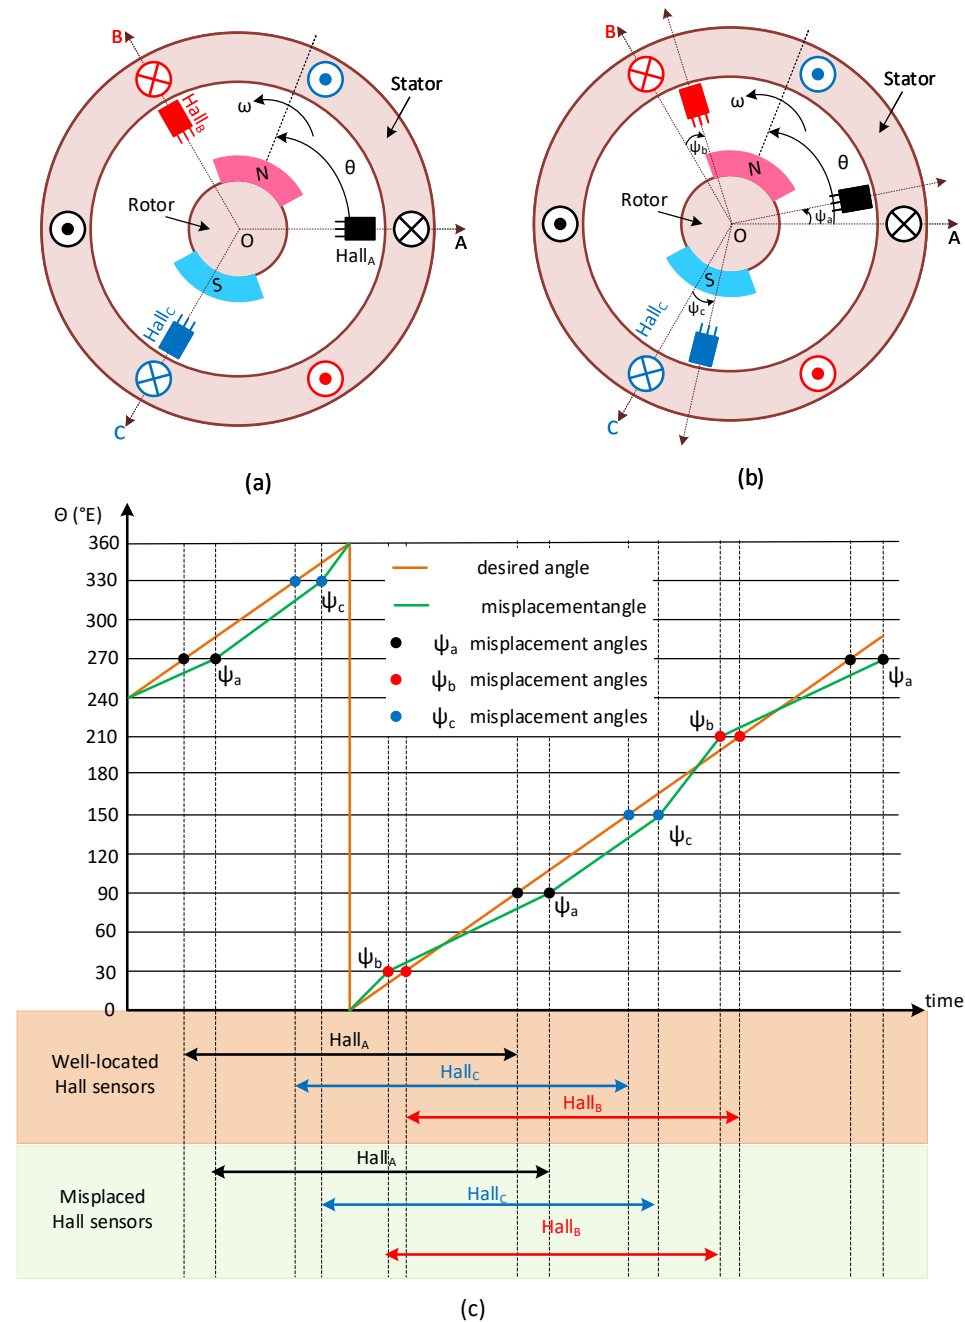 B
Hall_B
ω
Stator
θ
N
Rotor
O
Hall_A
A
S
Hall_C
C
(a)
B
ω
Stator
ψ_b
N
θ
Rotor
O
ψ_a
A
S
Hall_C
ψ_c
C
(b)
Θ (°E)
360
330
300
270
240
210
180
150
120
90
60
30
0
desired angle
misplacementangle
ψ_a misplacement angles
ψ_b misplacement angles
ψ_c misplacement angles
ψ_c
ψ_a
ψ_b
ψ_a
ψ_c
ψ_b
ψ_a
time
Well-located
Hall sensors
Hall_A
Hall_C
Hall_B
Misplaced
Hall sensors
Hall_A
Hall_C
Hall_B
(c)